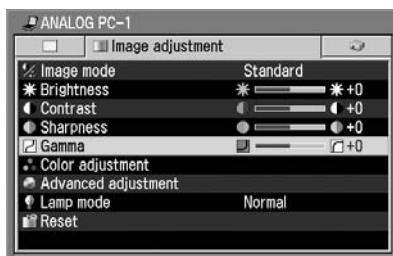 ANALOG PC-1
Image adjustment
Image mode Standard
Brightness +0
Contrast +0
Sharpness +0
Gamma +0
Color adjustment
Advanced adjustment
Lamp mode Normal
Reset